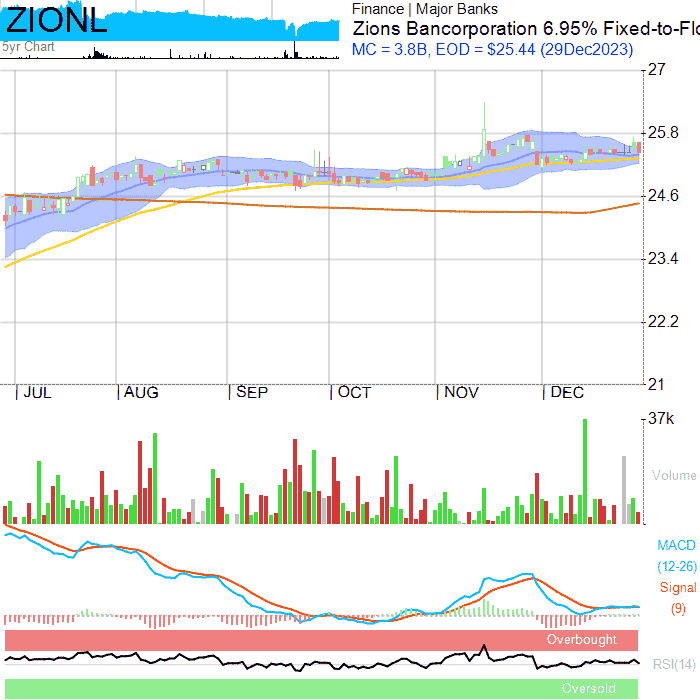 ZIONL
5yr Chart
Finance | Major Banks
Zions Bancorporation 6.95% Fixed-to-Flo
MC = 3.8B, EOD = $25.44 (29Dec2023)
27
25.8
24.6
23.4
22.2
21
JUL AUG SEP OCT NOV DEC
37k
Volume
MACD
(12-26)
Signal
(9)
Overbought
RSI(14)
Oversold